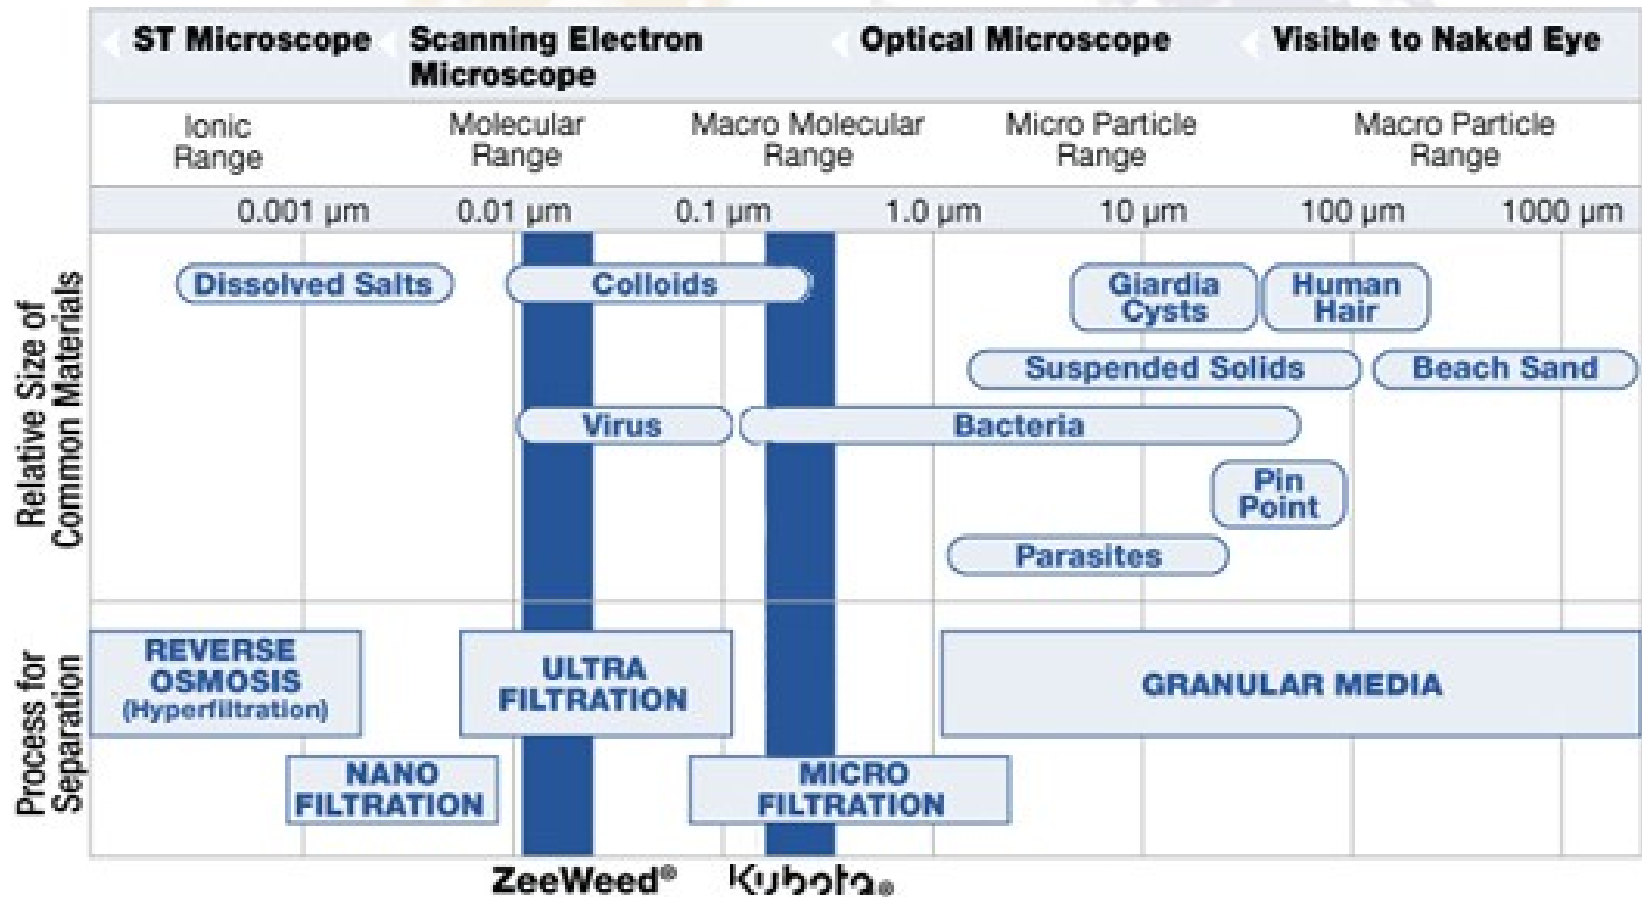 ST Microscope
Scanning Electron
Microscope
Optical Microscope
Visible to Naked Eye
Ionic
Range
Molecular
Range
Macro Molecular
Range
Micro Particle
Range
Macro Particle
Range
0.001 µm
0.01 µm
0.1 µm
1.0 µm
10 µm
100 µm
1000 µm
Relative Size of
Common Materials
Dissolved Salts
Colloids
Giardia
Cysts
Human
Hair
Suspended Solids
Beach Sand
Virus
Bacteria
Pin
Point
Parasites
Process for
Separation
REVERSE
OSMOSIS
(Hyperfiltration)
ULTRA
FILTRATION
GRANULAR MEDIA
NANO
FILTRATION
MICRO
FILTRATION
ZeeWeed®
Kubota®